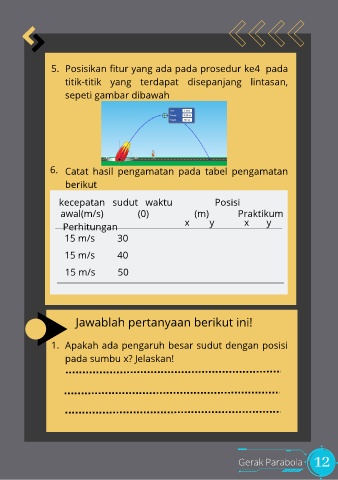 5. Posisikan fitur yang ada pada prosedur ke4 pada
titik-titik yang terdapat disepanjang lintasan,
sepeti gambar dibawah
6. Catat hasil pengamatan pada tabel pengamatan
berikut
kecepatan sudut waktu Posisi
awal(m/s) (0) (m) Praktikum
Perhitungan x y x y
15 m/s 30
15 m/s 40
15 m/s 50
Jawablah pertanyaan berikut ini!
1. Apakah ada pengaruh besar sudut dengan posisi
pada sumbu x? Jelaskan!
Gerak Parabola 12